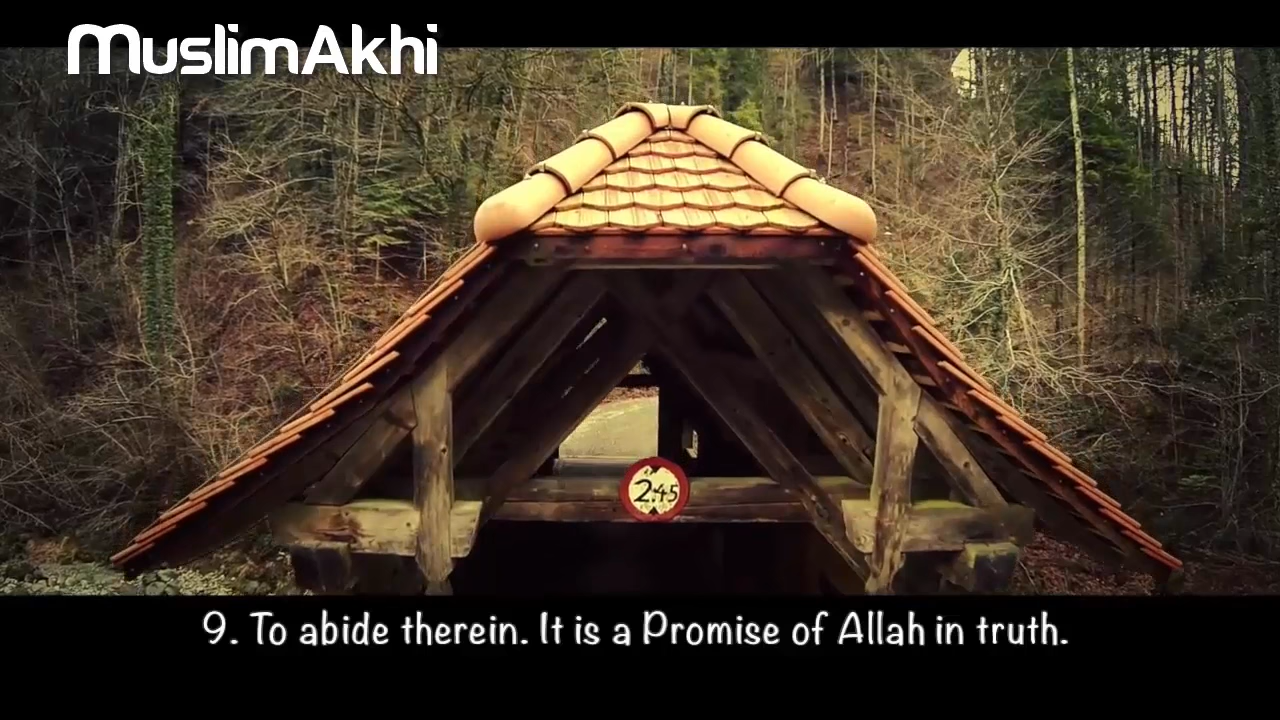 MuslimAkhi
2.45
9. To abide therein. It is a Promise of Allah in truth.